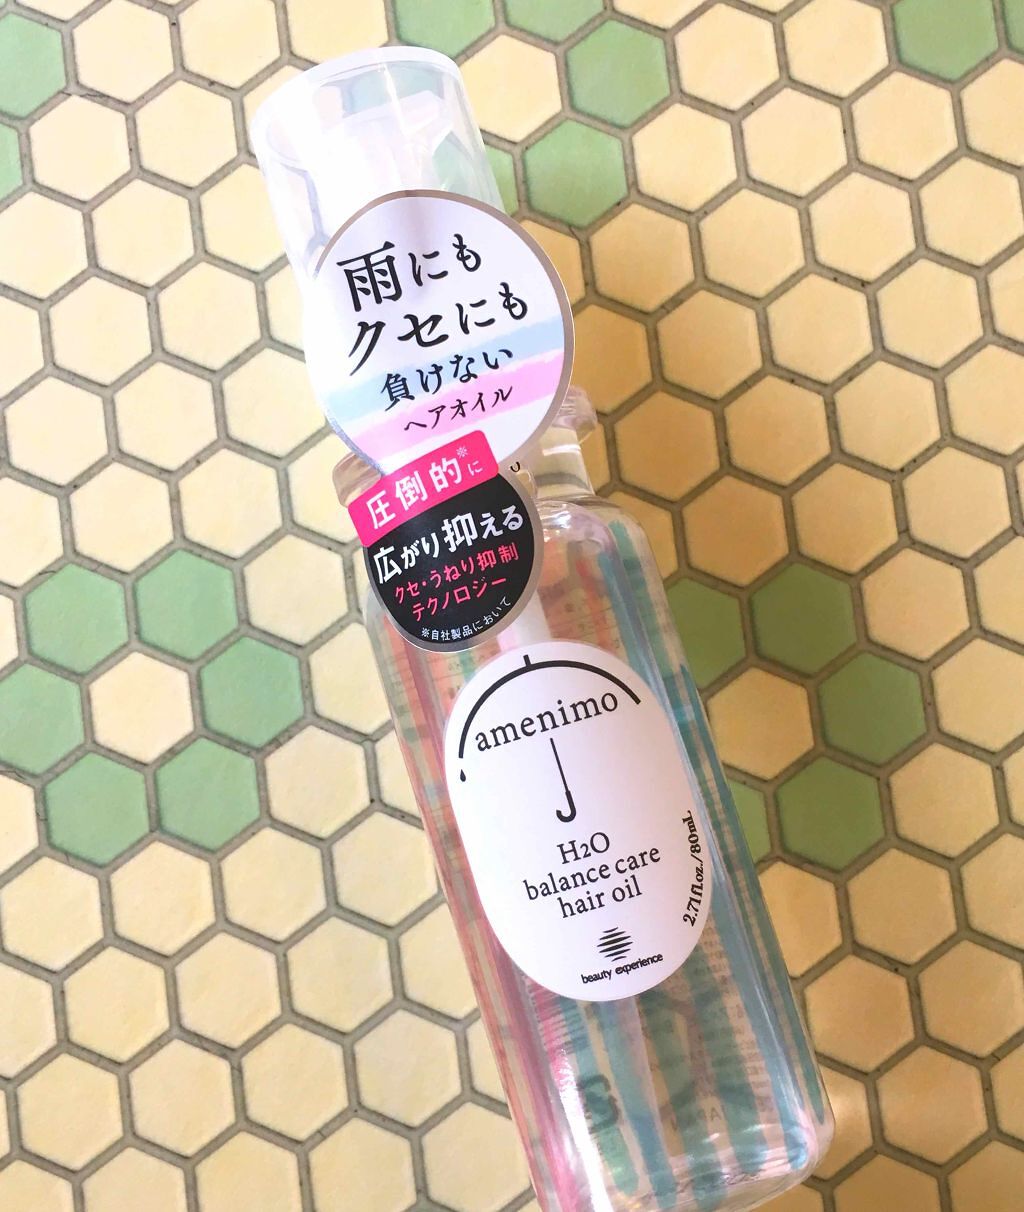 雨にも
クセにも
負けない
ヘアオイル
圧倒的※に
広がり抑える
クセ・うねり抑制
テクノロジー
※自社製品において
amenimo
H2O
balance care
hair oil
2.71fl.oz./80mL
beauty experience